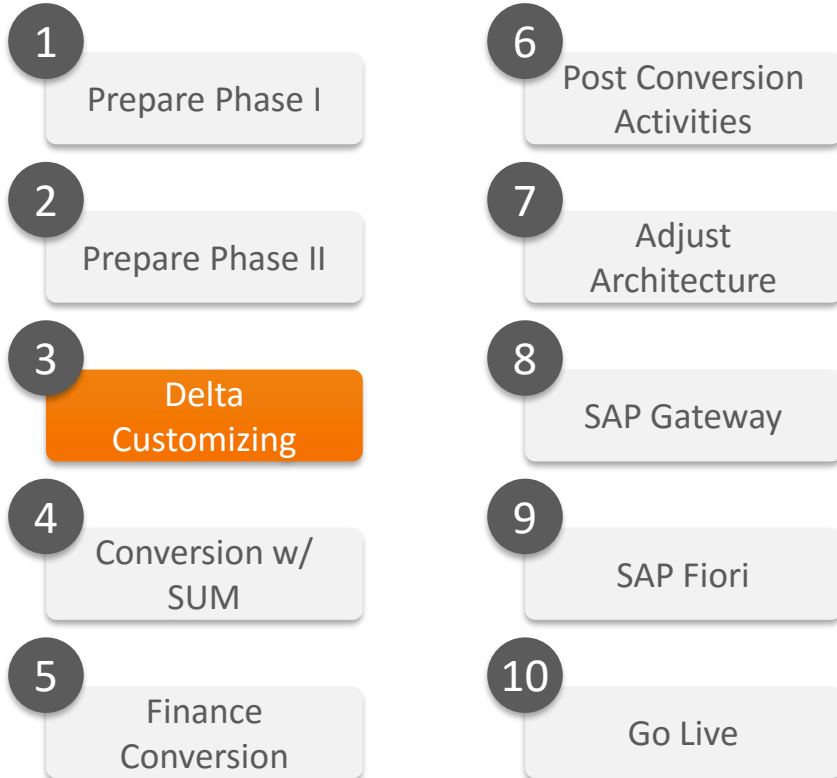 1
Prepare Phase I
2
Prepare Phase II
3
Delta
Customizing
4
Conversion w/
SUM
5
Finance
Conversion
6
Post Conversion
Activities
7
Adjust
Architecture
8
SAP Gateway
9
SAP Fiori
10
Go Live